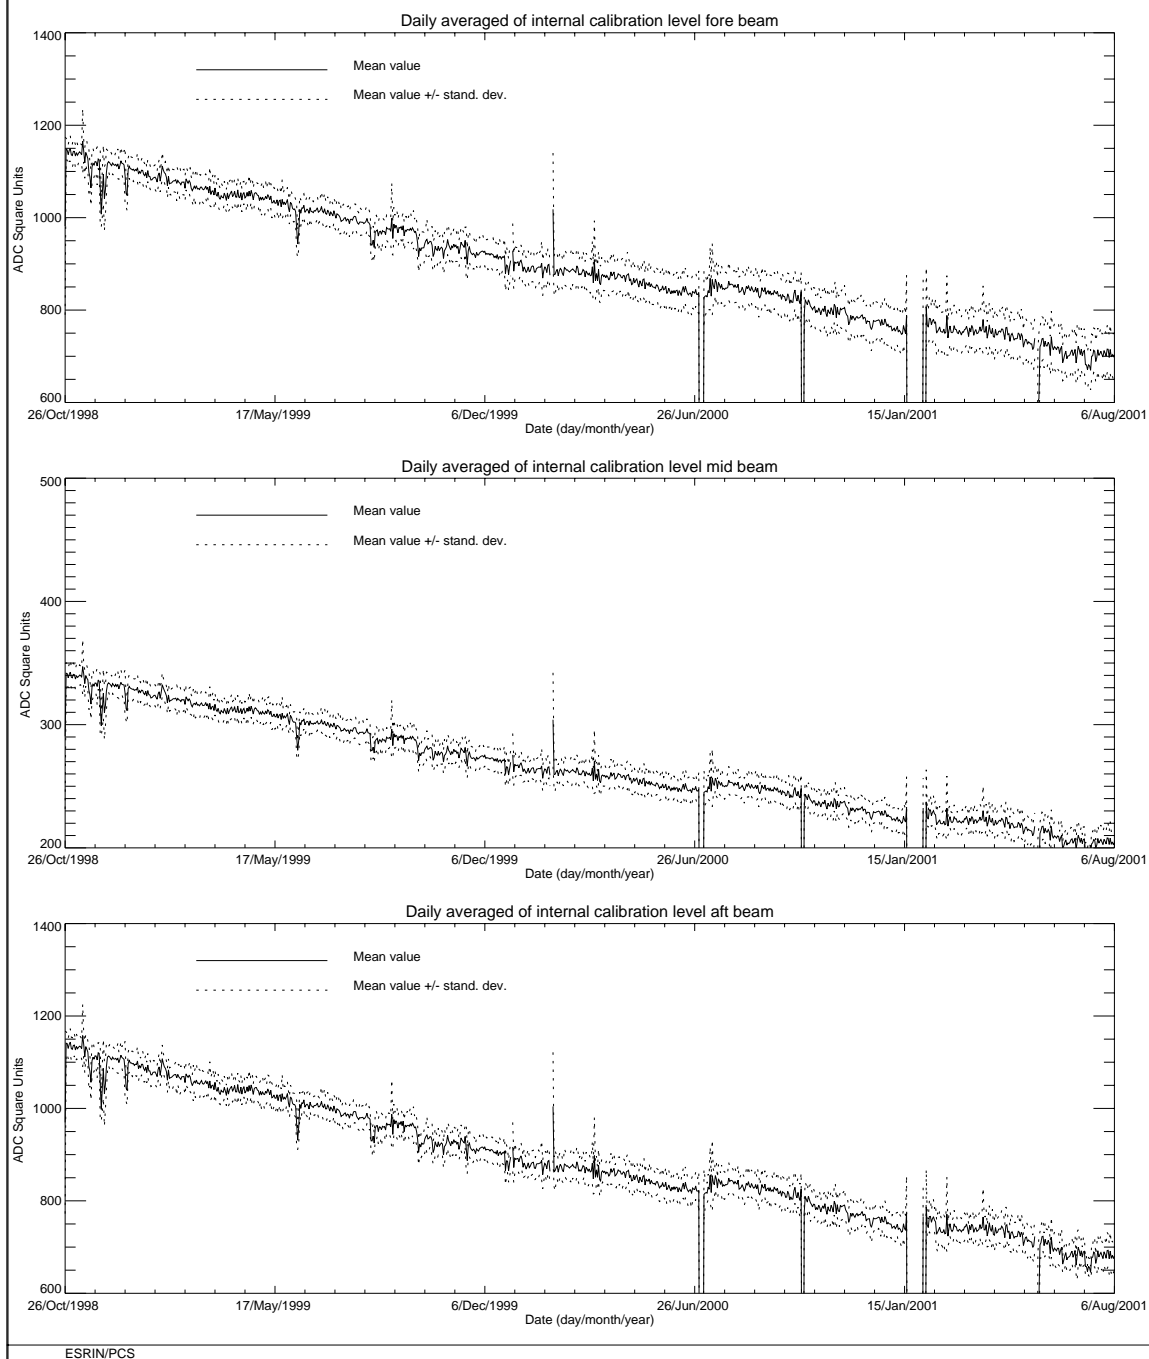 Daily averaged of internal calibration level fore beam
1400
1200
1000
800
600
ADC Square Units
Mean value
Mean value +/- stand. dev.
26/Oct/1998 17/May/1999 6/Dec/1999 26/Jun/2000 15/Jan/2001 6/Aug/2001
Date (day/month/year)
Daily averaged of internal calibration level mid beam
500
400
300
200
ADC Square Units
Mean value
Mean value +/- stand. dev.
26/Oct/1998 17/May/1999 6/Dec/1999 26/Jun/2000 15/Jan/2001 6/Aug/2001
Date (day/month/year)
Daily averaged of internal calibration level aft beam
1400
1200
1000
800
600
ADC Square Units
Mean value
Mean value +/- stand. dev.
26/Oct/1998 17/May/1999 6/Dec/1999 26/Jun/2000 15/Jan/2001 6/Aug/2001
Date (day/month/year)
ESRIN/PCS